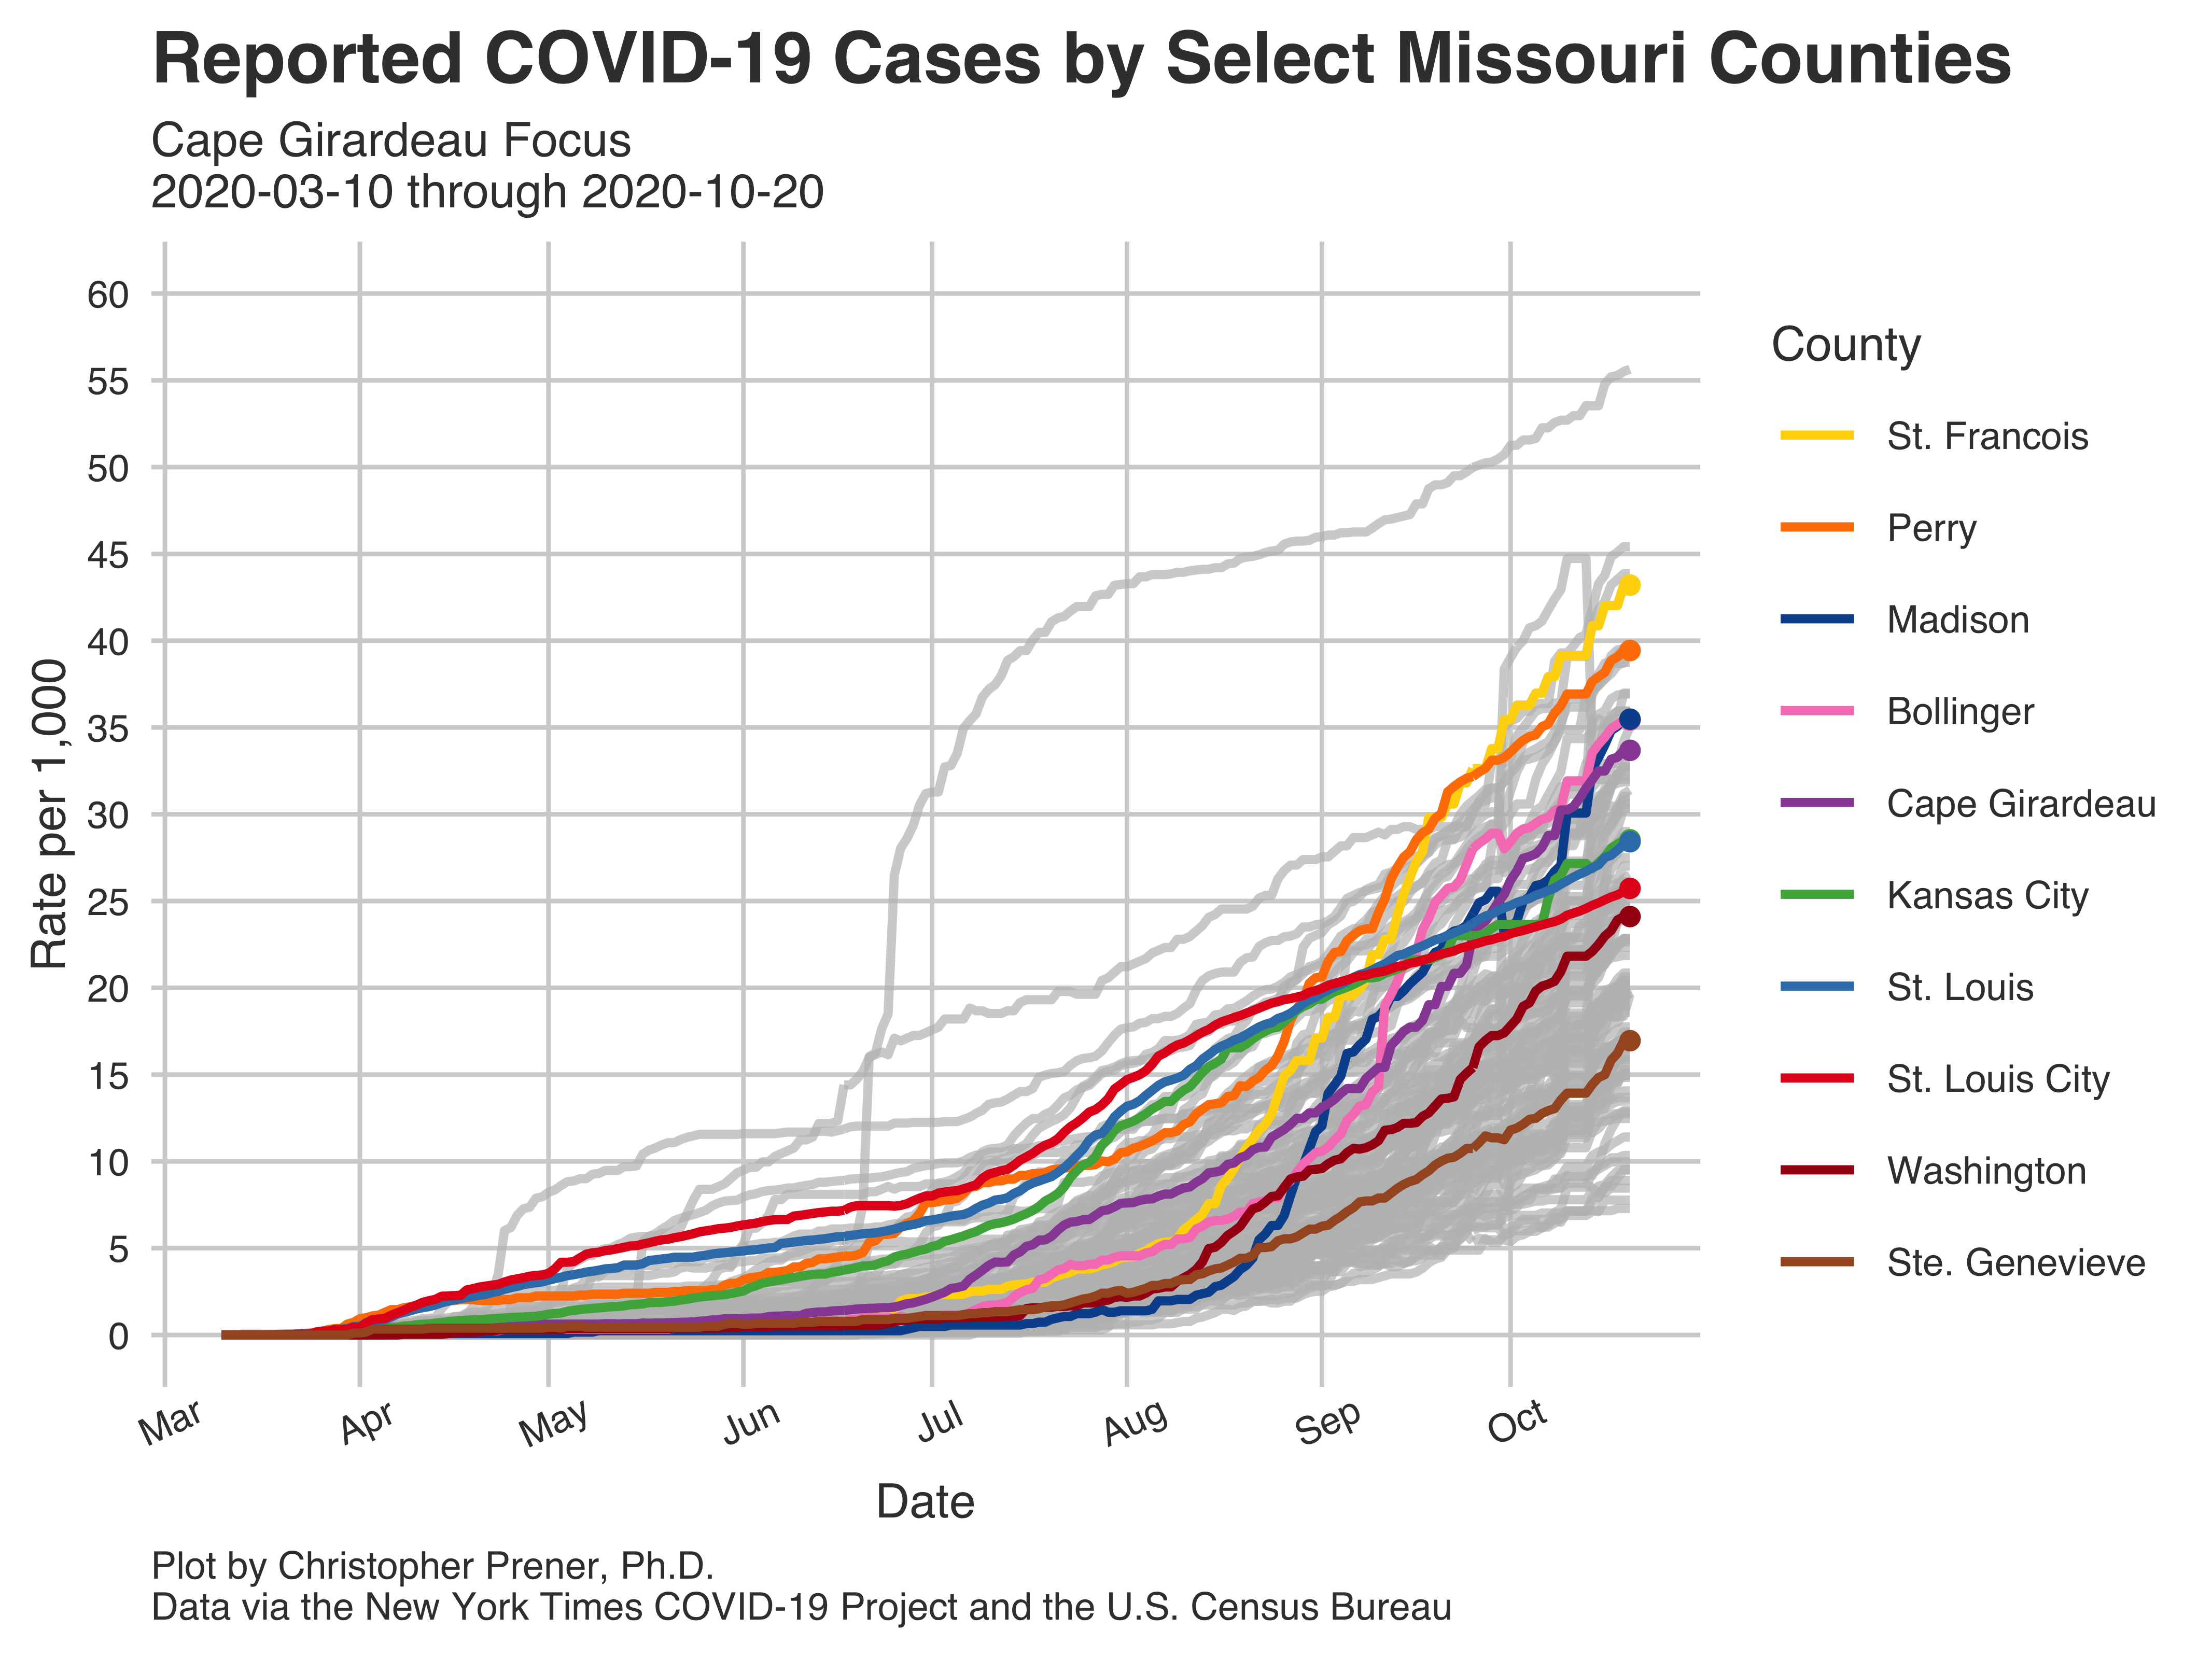 Reported COVID-19 Cases by Select Missouri Counties
Cape Girardeau Focus
2020-03-10 through 2020-10-20
60
55
50
45
40
35
30
25
20
15
10
5
0
Rate per 1,000
Mar
Apr
May
Jun
Jul
Aug
Sep
Oct
Date
County
St. Francois
Perry
Madison
Bollinger
Cape Girardeau
Kansas City
St. Louis
St. Louis City
Washington
Ste. Genevieve
Plot by Christopher Prener, Ph.D.
Data via the New York Times COVID-19 Project and the U.S. Census Bureau